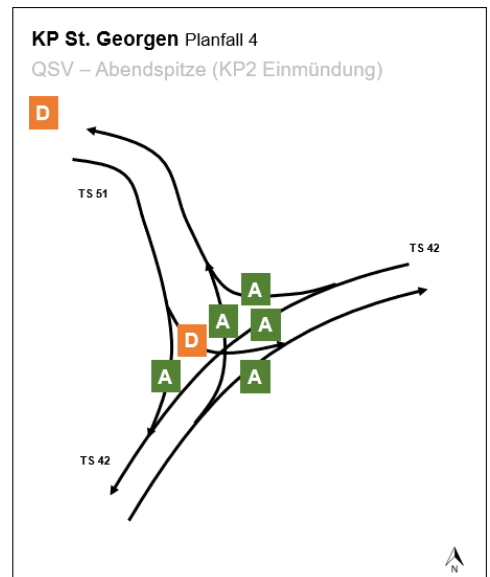 KP St. Georgen Planfall 4
QSV – Abendspitze (KP2 Einmündung)
D
TS 51
TS 42
A
A
A
D
A
A
TS 42
N